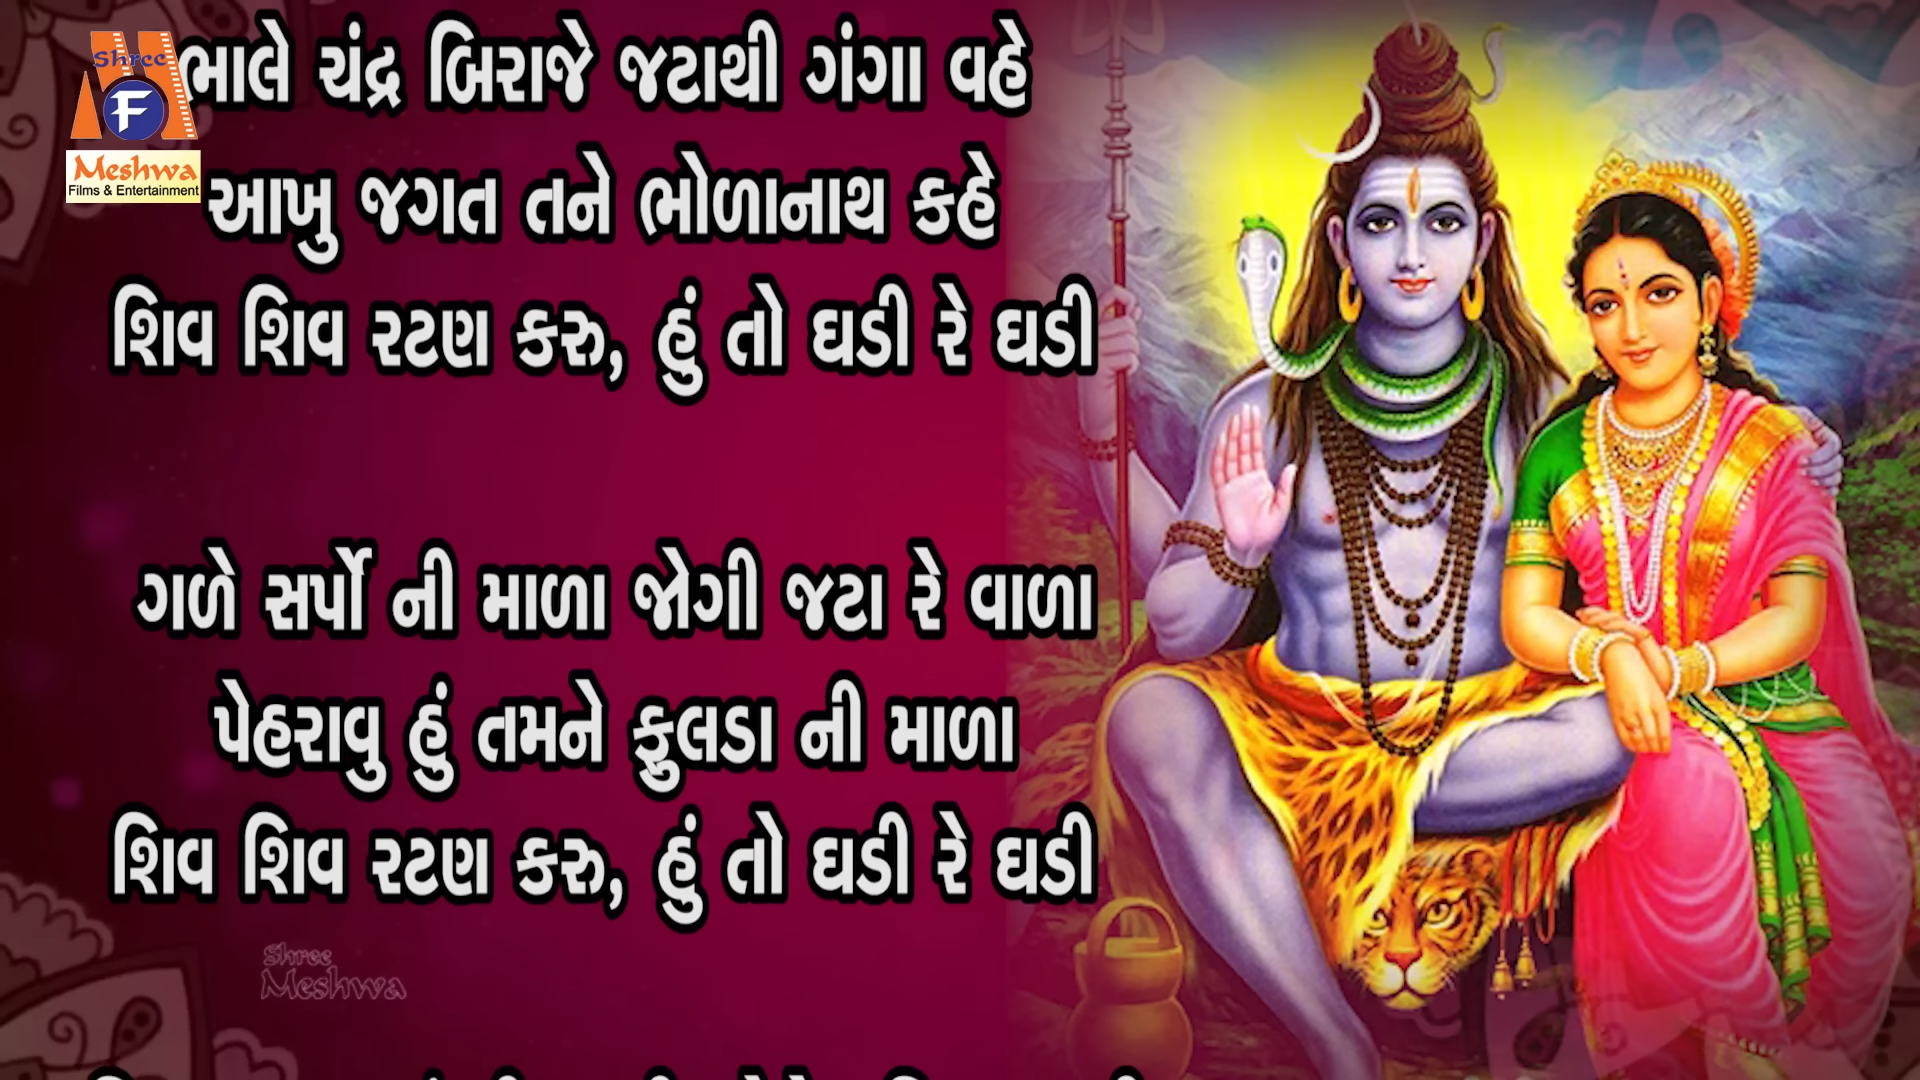 Shree
F
Meshwa
Films & Entertainment
ભાલે ચંદ્ર બિરાજે જટાથી ગંગા વહે
આખુ જગત તને ભોળાનાથ કહે
શિવ શિવ રટણ કરુ, હું તો ઘડી રે ઘડી
ગળે સર્પો ની માળા જોગી જટા રે વાળા
પેહરાવુ હું તમને ફુલડા ની માળા
શિવ શિવ રટણ કરુ, હું તો ઘડી રે ઘડી
Shree
Meshwa